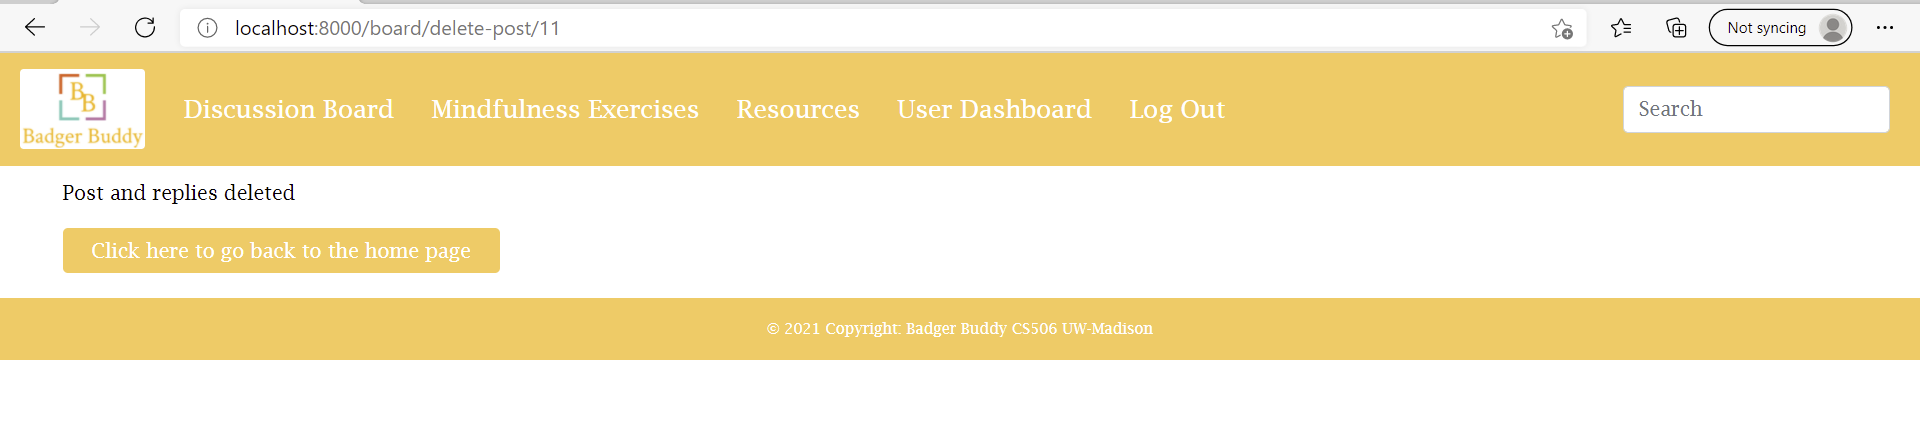 localhost:8000/board/delete-post/11
Not syncing
BB
Badger Buddy
Discussion Board Mindfulness Exercises Resources User Dashboard Log Out
Search
Post and replies deleted
Click here to go back to the home page
© 2021 Copyright: Badger Buddy CS506 UW-Madison